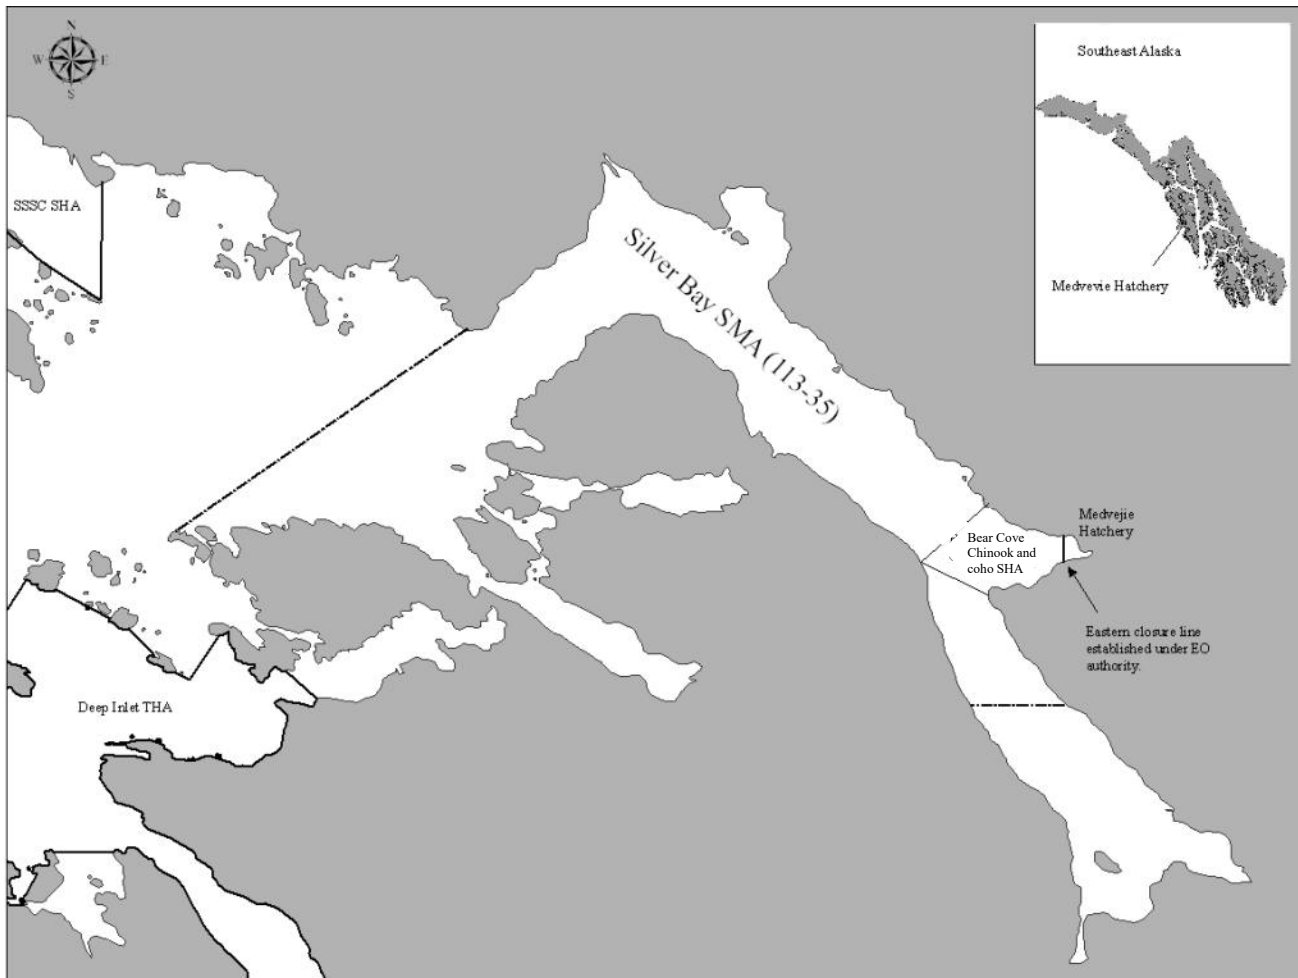 N
W E
S
Southeast Alaska
Medvevie Hatchery
SSSC SHA
Silver Bay SMA (113-35)
Medvejie
Hatchery
Bear Cove
Chinook and
coho SHA
Eastern closure line
established under EO
authority.
Deep Inlet THA